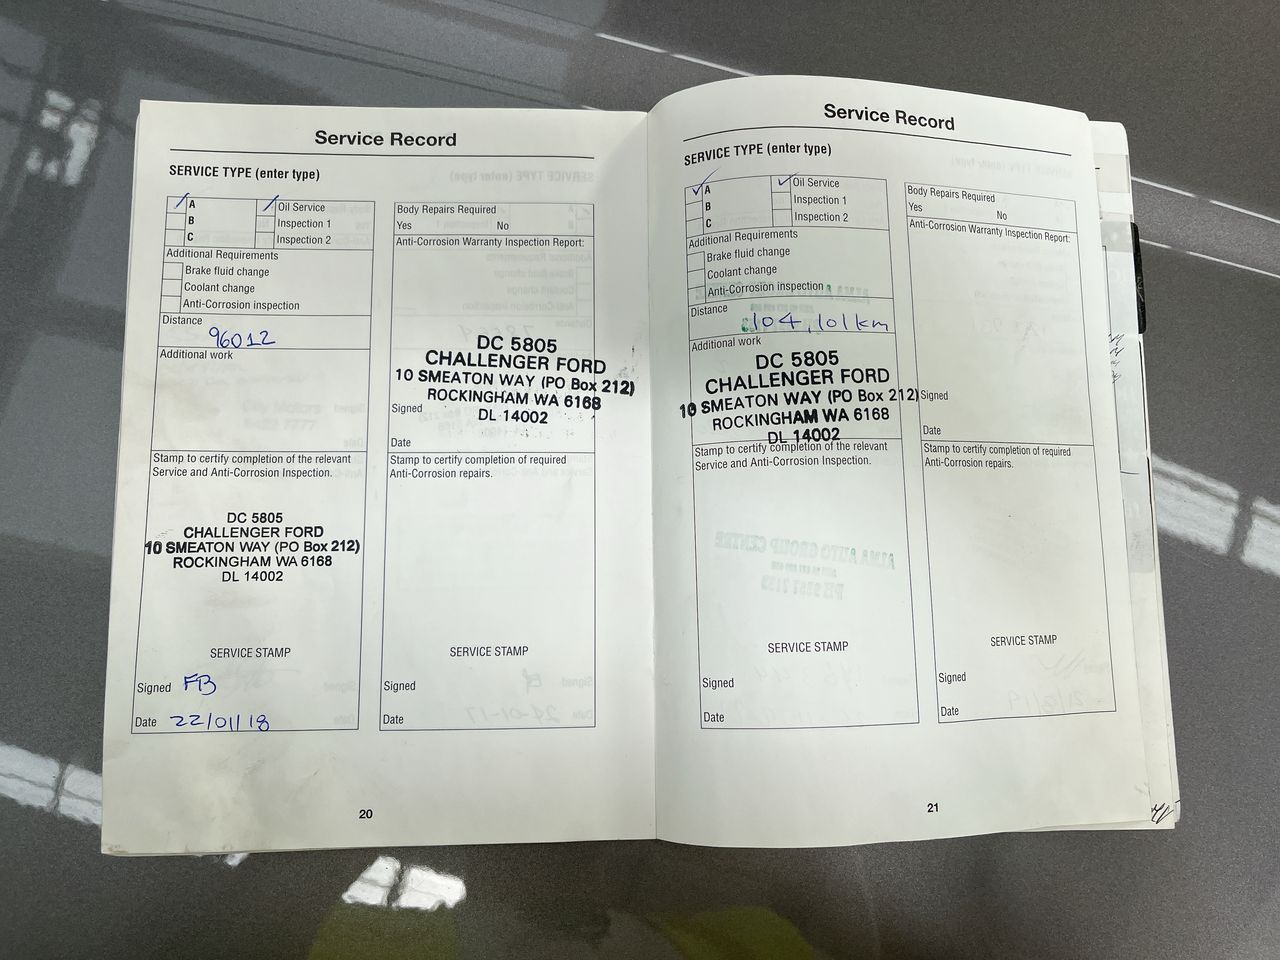 Service Record
SERVICE TYPE (enter type)
A
B
C
Oil Service
Inspection 1
Inspection 2
Additional Requirements
Brake fluid change
Coolant change
Anti-Corrosion inspection
Distance
96012
Additional work
Stamp to certify completion of the relevant
Service and Anti-Corrosion Inspection.
DC 5805
CHALLENGER FORD
10 SMEATON WAY (PO Box 212)
ROCKINGHAM WA 6168
DL 14002
SERVICE STAMP
Signed FB
Date 22/01/18
Body Repairs Required
Yes No
Anti-Corrosion Warranty Inspection Report:
DC 5805
CHALLENGER FORD
10 SMEATON WAY (PO Box 212)
ROCKINGHAM WA 6168
DL 14002
Signed
Date
Stamp to certify completion of required
Anti-Corrosion repairs.
SERVICE STAMP
Signed
Date
20
Service Record
SERVICE TYPE (enter type)
A
B
C
Oil Service
Inspection 1
Inspection 2
Additional Requirements
Brake fluid change
Coolant change
Anti-Corrosion inspection
Distance
104,101km
Additional work
DC 5805
CHALLENGER FORD
10 SMEATON WAY (PO Box 212)
ROCKINGHAM WA 6168
DL 14002
Stamp to certify completion of the relevant
Service and Anti-Corrosion Inspection.
SERVICE STAMP
Signed
Date
Body Repairs Required
Yes No
Anti-Corrosion Warranty Inspection Report:
Signed
Date
Stamp to certify completion of required
Anti-Corrosion repairs.
SERVICE STAMP
Signed
Date
21